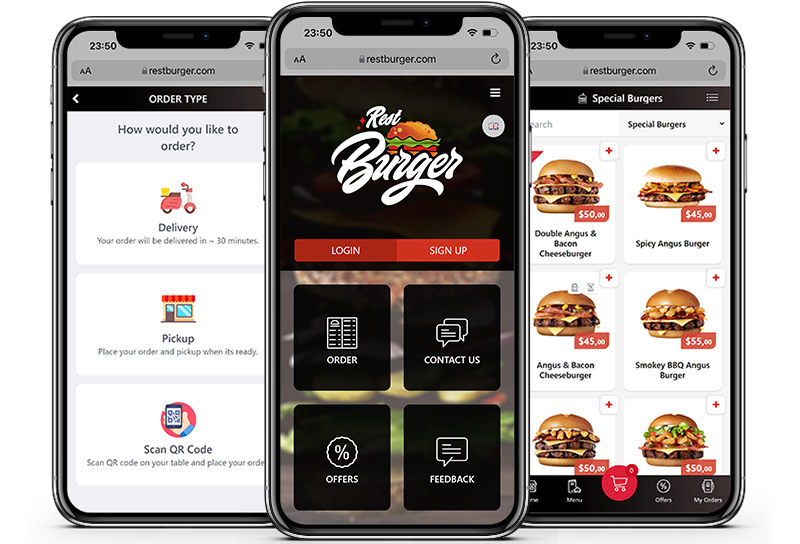 23:50
AA
restburger.com
ORDER TYPE
How would you like to
order?
Delivery
Your order will be delivered in ~ 30 minutes.
Pickup
Place your order and pickup when its ready.
Scan QR Code
Scan QR code on your table and place your orde
23:50
AA
restburger.com
Rest
Burger
LOGIN
SIGN UP
ORDER
CONTACT US
OFFERS
FEEDBACK
23:50
restburger.com
Special Burgers
earch
Special Burgers
$50,00
Double Angus &
Bacon
Cheeseburger
$45,00
Spicy Angus Burger
$45,00
Angus & Bacon
Cheeseburger
$55,00
Smokey BBQ Angus
Burger
$50,00
$50,00
0
me
Menu
Offers
My Orders